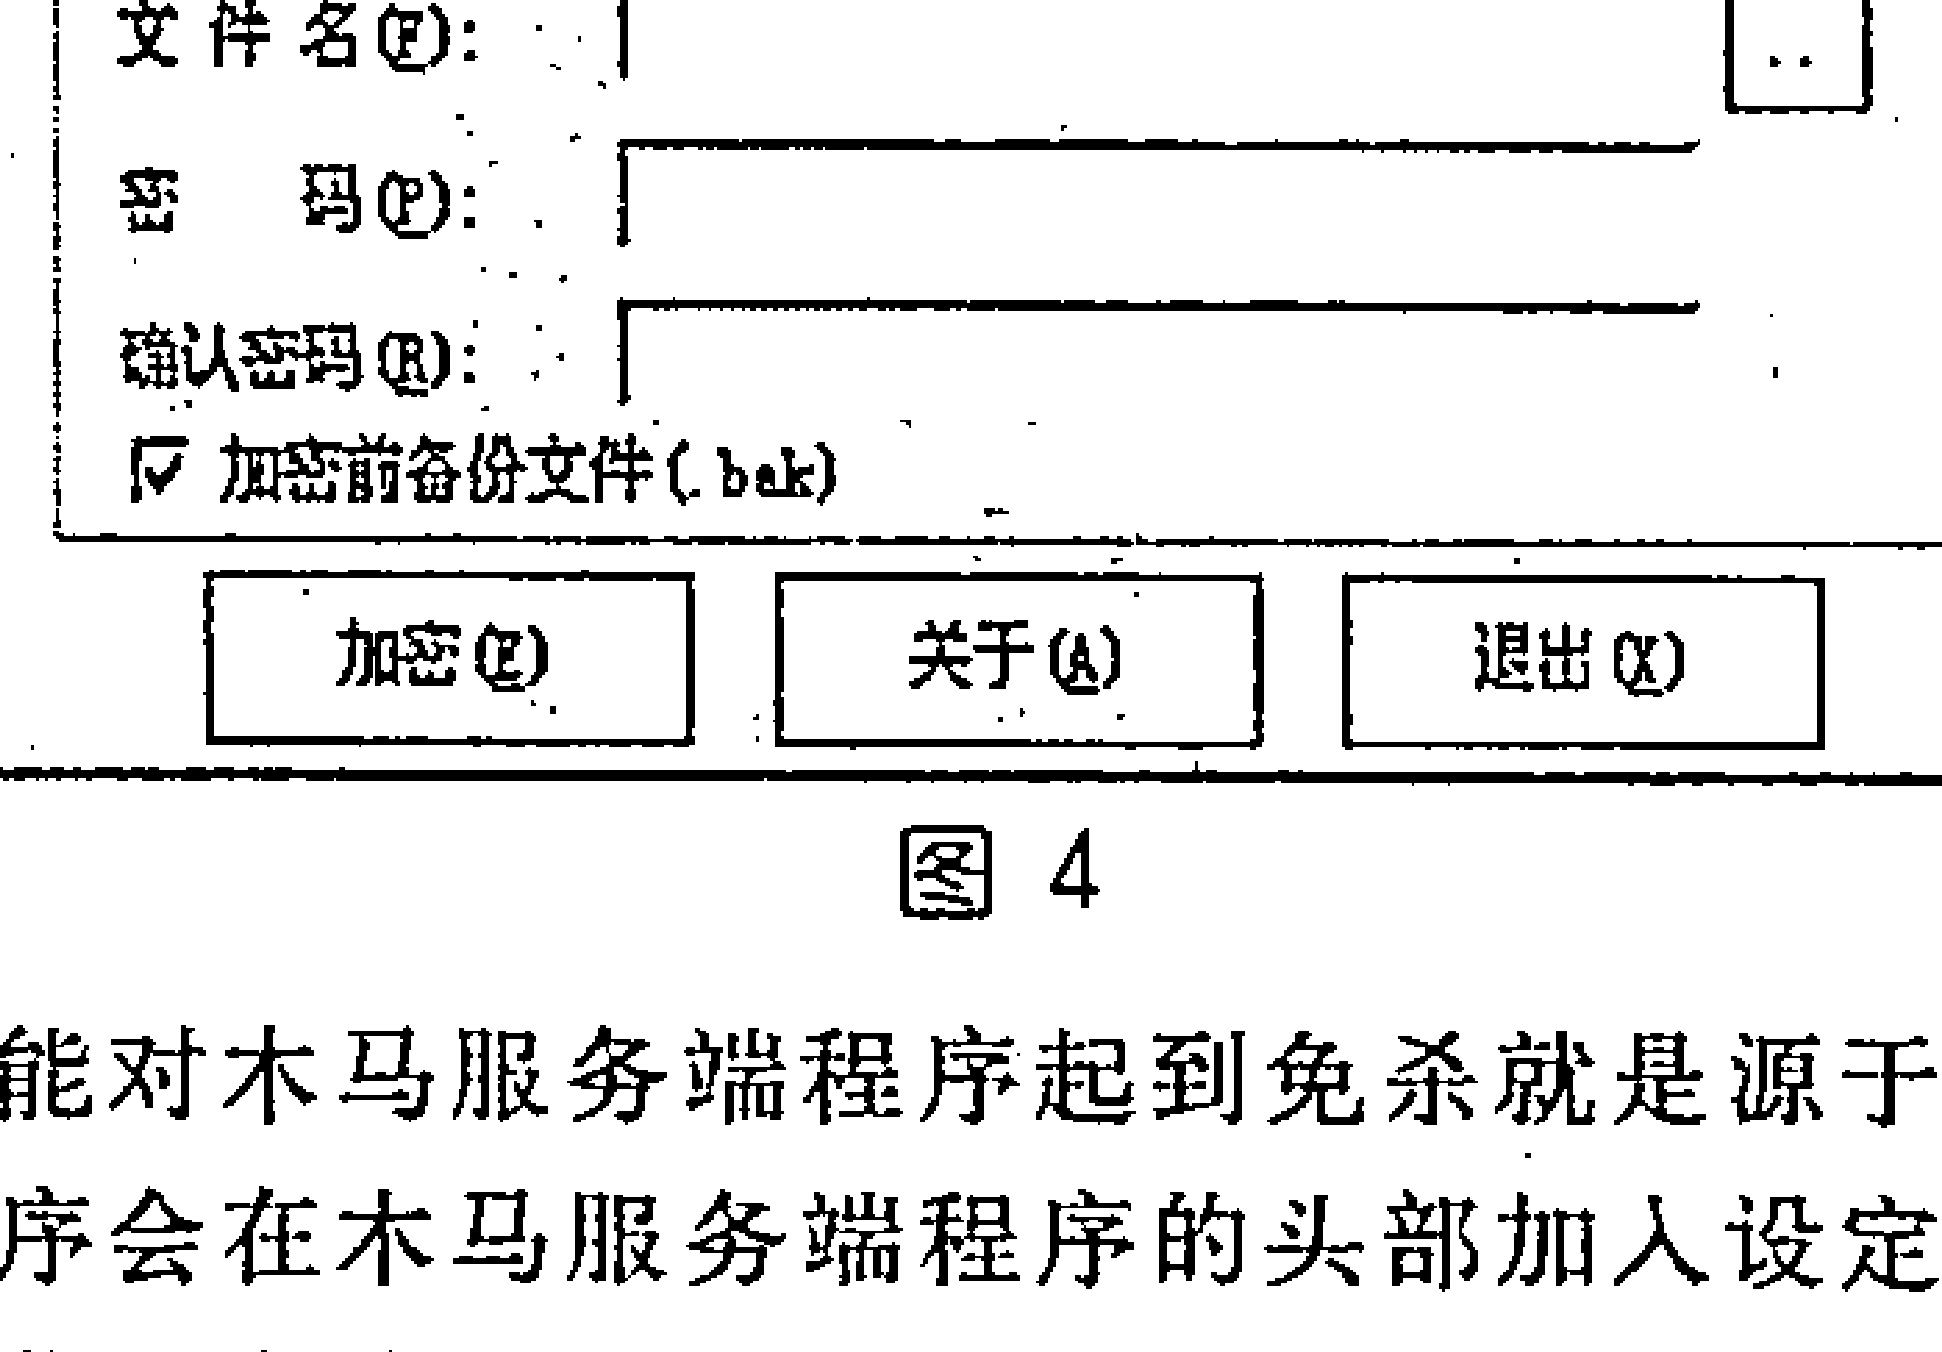 文件名(F):
..
密 码(P):
确认密码(R):
加密前备份文件(.bak)
加密(E) 关于(A) 退出(X)
图 4
能对木马服务端程序起到免杀就是源于
序会在木马服务端程序的头部加入设定